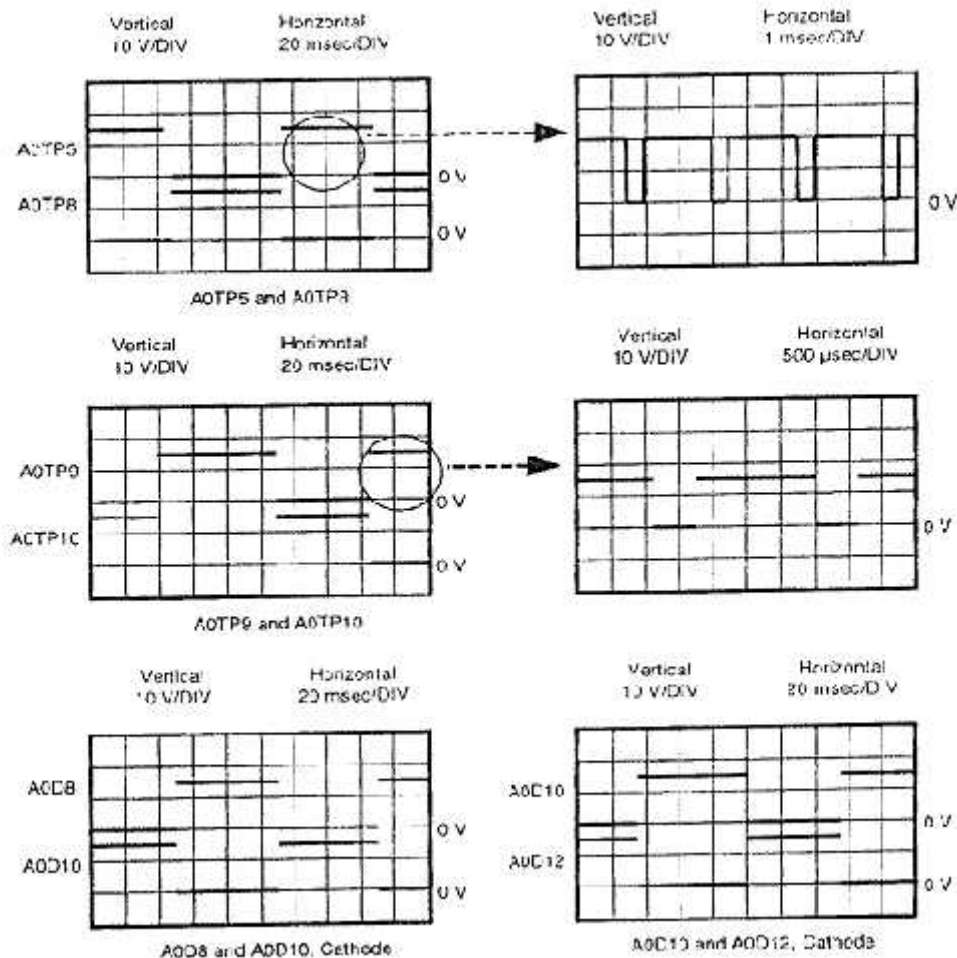 Vertical
10 V/DIV
Horizontal
20 msec/DIV
Vertical
10 V/DIV
Horizontal
1 msec/DIV
A0TP5
0 V
A0TP8
0 V
0 V
A0TP5 and A0TP8
Vertical
10 V/DIV
Horizontal
20 msec/DIV
Vertical
10 V/DIV
Horizontal
500 µsec/DIV
A0TP9
0 V
A0TP10
0 V
0 V
A0TP9 and A0TP10
Vertical
10 V/DIV
Horizontal
20 msec/DIV
Vertical
10 V/DIV
Horizontal
20 msec/DIV
A0D8
0 V
A0D10
0 V
A0D10
0 V
A0D12
0 V
A0D8 and A0D10, Cathode
A0D10 and A0D12, Cathode